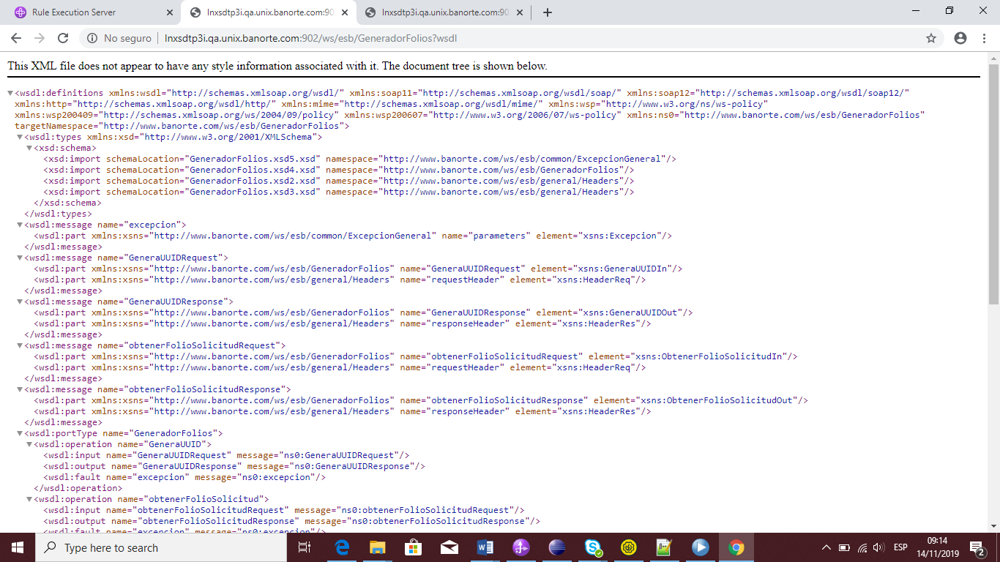 Rule Execution Server
lnxsdtp3i.qa.unix.banorte.com:90
lnxsdtp3i.qa.unix.banorte.com:90
No seguro
lnxsdtp3i.qa.unix.banorte.com:902/ws/esb/GeneradorFolios?wsdl
This XML file does not appear to have any style information associated with it. The document tree is shown below.
▼<wsdl:definitions xmlns:wsdl="http://schemas.xmlsoap.org/wsdl/" xmlns:soap11="http://schemas.xmlsoap.org/wsdl/soap/" xmlns:soap12="http://schemas.xmlsoap.org/wsdl/soap12/"
xmlns:http="http://schemas.xmlsoap.org/wsdl/http/" xmlns:mime="http://schemas.xmlsoap.org/wsdl/mime/" xmlns:wsp="http://www.w3.org/ns/ws-policy"
xmlns:wsp200409="http://schemas.xmlsoap.org/ws/2004/09/policy" xmlns:wsp200607="http://www.w3.org/2006/07/ws-policy" xmlns:ns0="http://www.banorte.com/ws/esb/GeneradorFolios"
targetNamespace="http://www.banorte.com/ws/esb/GeneradorFolios">
▼<wsdl:types xmlns:xsd="http://www.w3.org/2001/XMLSchema">
▼<xsd:schema>
<xsd:import schemaLocation="GeneradorFolios.xsd5.xsd" namespace="http://www.banorte.com/ws/esb/common/ExcepcionGeneral"/>
<xsd:import schemaLocation="GeneradorFolios.xsd4.xsd" namespace="http://www.banorte.com/ws/esb/GeneradorFolios"/>
<xsd:import schemaLocation="GeneradorFolios.xsd2.xsd" namespace="http://www.banorte.com/ws/esb/general/Headers"/>
<xsd:import schemaLocation="GeneradorFolios.xsd3.xsd" namespace="http://www.banorte.com/ws/esb/general/Headers"/>
</xsd:schema>
</wsdl:types>
▼<wsdl:message name="excepcion">
<wsdl:part xmlns:xsns="http://www.banorte.com/ws/esb/common/ExcepcionGeneral" name="parameters" element="xsns:Excepcion"/>
</wsdl:message>
▼<wsdl:message name="GeneraUUIDRequest">
<wsdl:part xmlns:xsns="http://www.banorte.com/ws/esb/GeneradorFolios" name="GeneraUUIDRequest" element="xsns:GeneraUUIDIn"/>
<wsdl:part xmlns:xsns="http://www.banorte.com/ws/esb/general/Headers" name="requestHeader" element="xsns:HeaderReq"/>
</wsdl:message>
▼<wsdl:message name="GeneraUUIDResponse">
<wsdl:part xmlns:xsns="http://www.banorte.com/ws/esb/GeneradorFolios" name="GeneraUUIDResponse" element="xsns:GeneraUUIDOut"/>
<wsdl:part xmlns:xsns="http://www.banorte.com/ws/esb/general/Headers" name="responseHeader" element="xsns:HeaderRes"/>
</wsdl:message>
▼<wsdl:message name="obtenerFolioSolicitudRequest">
<wsdl:part xmlns:xsns="http://www.banorte.com/ws/esb/GeneradorFolios" name="obtenerFolioSolicitudRequest" element="xsns:ObtenerFolioSolicitudIn"/>
<wsdl:part xmlns:xsns="http://www.banorte.com/ws/esb/general/Headers" name="requestHeader" element="xsns:HeaderReq"/>
</wsdl:message>
▼<wsdl:message name="obtenerFolioSolicitudResponse">
<wsdl:part xmlns:xsns="http://www.banorte.com/ws/esb/GeneradorFolios" name="obtenerFolioSolicitudResponse" element="xsns:ObtenerFolioSolicitudOut"/>
<wsdl:part xmlns:xsns="http://www.banorte.com/ws/esb/general/Headers" name="responseHeader" element="xsns:HeaderRes"/>
</wsdl:message>
▼<wsdl:portType name="GeneradorFolios">
▼<wsdl:operation name="GeneraUUID">
<wsdl:input name="GeneraUUIDRequest" message="ns0:GeneraUUIDRequest"/>
<wsdl:output name="GeneraUUIDResponse" message="ns0:GeneraUUIDResponse"/>
<wsdl:fault name="excepcion" message="ns0:excepcion"/>
</wsdl:operation>
▼<wsdl:operation name="obtenerFolioSolicitud">
<wsdl:input name="obtenerFolioSolicitudRequest" message="ns0:obtenerFolioSolicitudRequest"/>
<wsdl:output name="obtenerFolioSolicitudResponse" message="ns0:obtenerFolioSolicitudResponse"/>
<wsdl:fault name="excepcion" message="ns0:excepcion"/>
Type here to search
ESP
09:14
14/11/2019
2